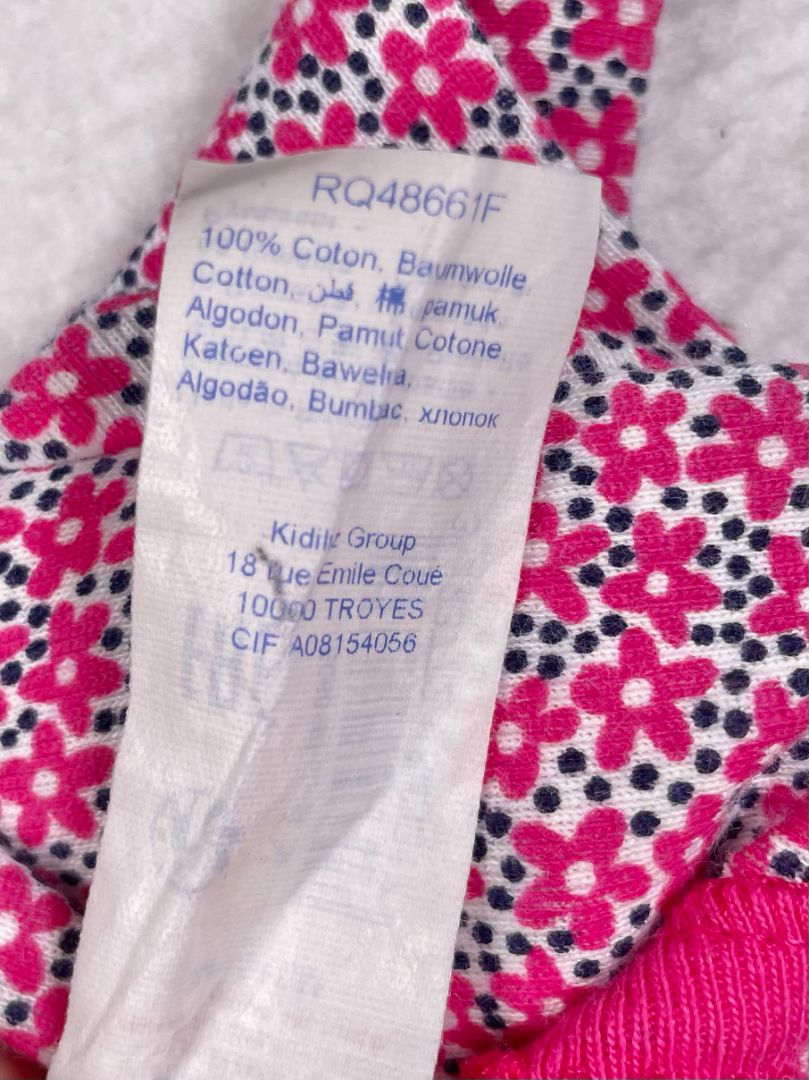 RQ48661F
100% Coton, Baumwolle,
Cotton, قطن, 棉, pamuk,
Algodon, Pamut Cotone,
Katoen, Bawełna,
Algodão, Bumbac, хлопок
Kidiliz Group
18 rue Emile Coué
10000 TROYES
CIF A08154056